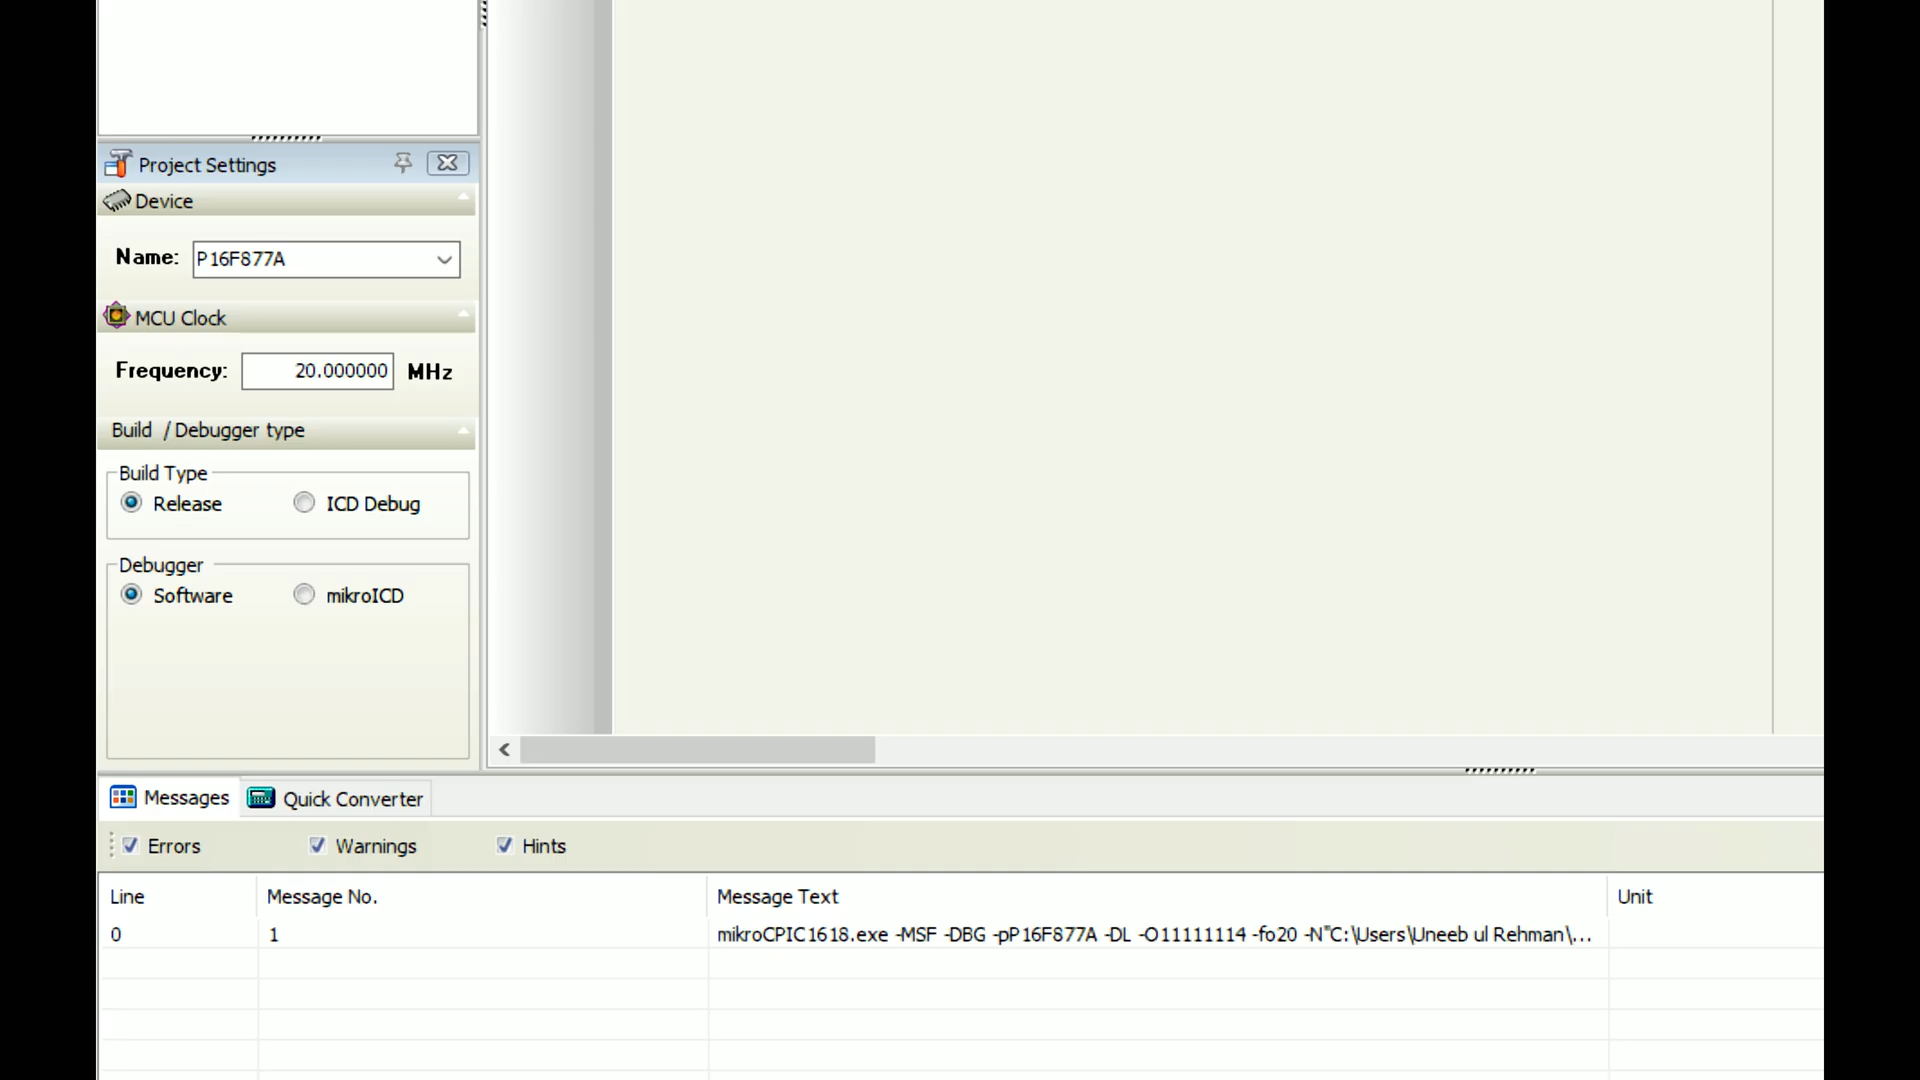 Project Settings
Device
Name: P16F877A
MCU Clock
Frequency: 20.000000 MHz
Build / Debugger type
Build Type
Release ICD Debug
Debugger
Software mikroICD
Messages Quick Converter
Errors Warnings Hints
Line Message No. Message Text Unit
0 1 mikroCPIC1618.exe -MSF -DBG -pP16F877A -DL -O11111114 -fo20 -N"C:\Users\Uneeb ul Rehman\...